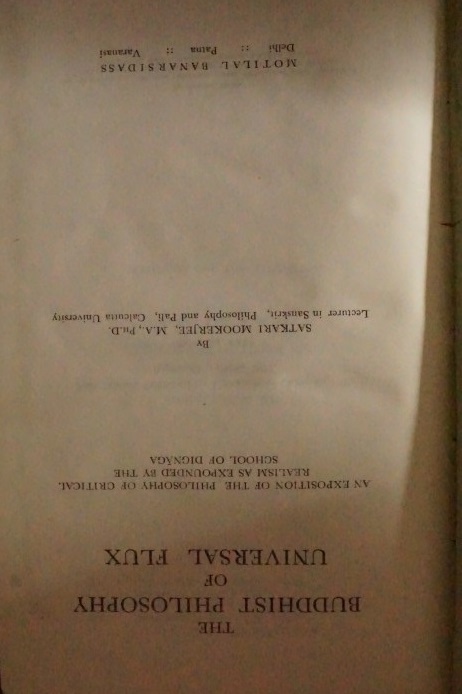 THE
BUDDHIST PHILOSOPHY
OF
UNIVERSAL FLUX
AN EXPOSITION OF THE PHILOSOPHY OF CRITICAL
REALISM AS EXPOUNDED BY THE
SCHOOL OF DIGNĀGA
By
SATKARI MOOKERJEE, M.A., PH.D.
Lecturer in Sanskrit, Philosophy and Pali, Calcutta University
MOTILAL BANARSIDASS
Delhi :: Patna :: Varanasi